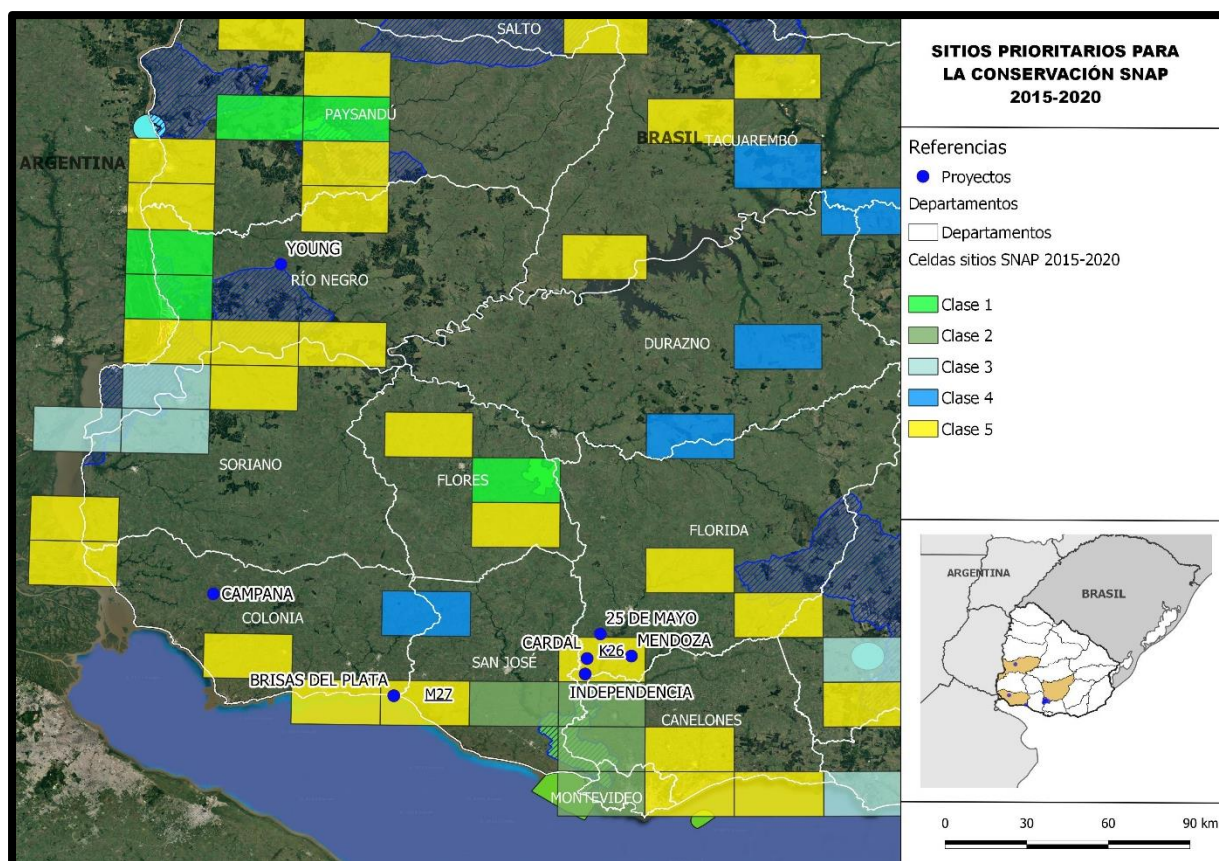 SALTO
PAYSANDÚ
BRASIL
TACUAREMBÓ
ARGENTINA
YOUNG
RÍO NEGRO
DURAZNO
SORIANO
FLORES
FLORIDA
CAMPANA
COLONIA
25 DE MAYO
CARDAL
K26
MENDOZA
SAN JOSÉ
BRISAS DEL PLATA
M27
INDEPENDENCIA
CANELONES
MONTEVIDEO
SITIOS PRIORITARIOS PARA
LA CONSERVACIÓN SNAP
2015-2020
Referencias
Proyectos
Departamentos
Departamentos
Celdas sitios SNAP 2015-2020
Clase 1
Clase 2
Clase 3
Clase 4
Clase 5
ARGENTINA
BRASIL
0 30 60 90 km